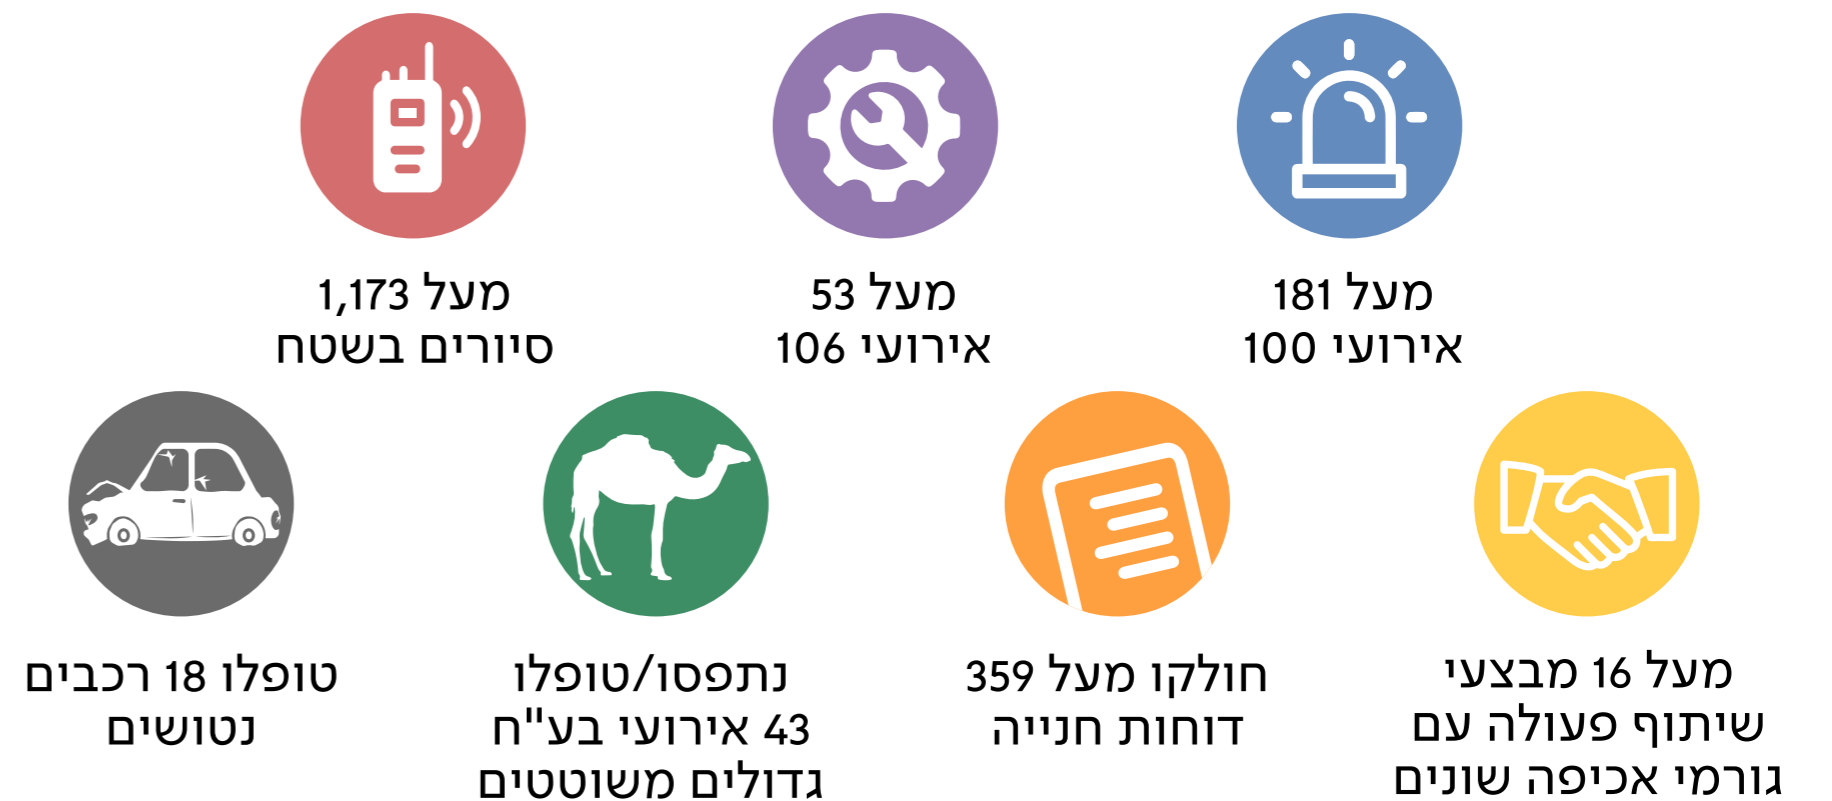 מעל 181
אירועי 100
מעל 53
אירועי 106
מעל 1,173
סיורים בשטח
מעל 16 מבצעי
שיתוף פעולה עם
גורמי אכיפה שונים
חולקו מעל 359
דוחות חנייה
נתפסו/טופלו
43 אירועי בע"ח
גדולים משוטטים
טופלו 18 רכבים
נטושים